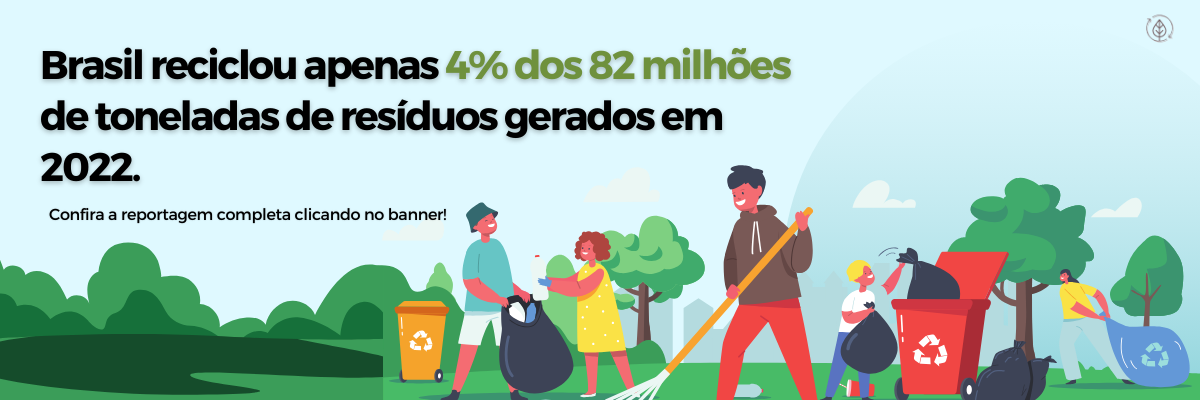 Brasil reciclou apenas 4% dos 82 milhões
de toneladas de resíduos gerados em
2022.
Confira a reportagem completa clicando no banner!